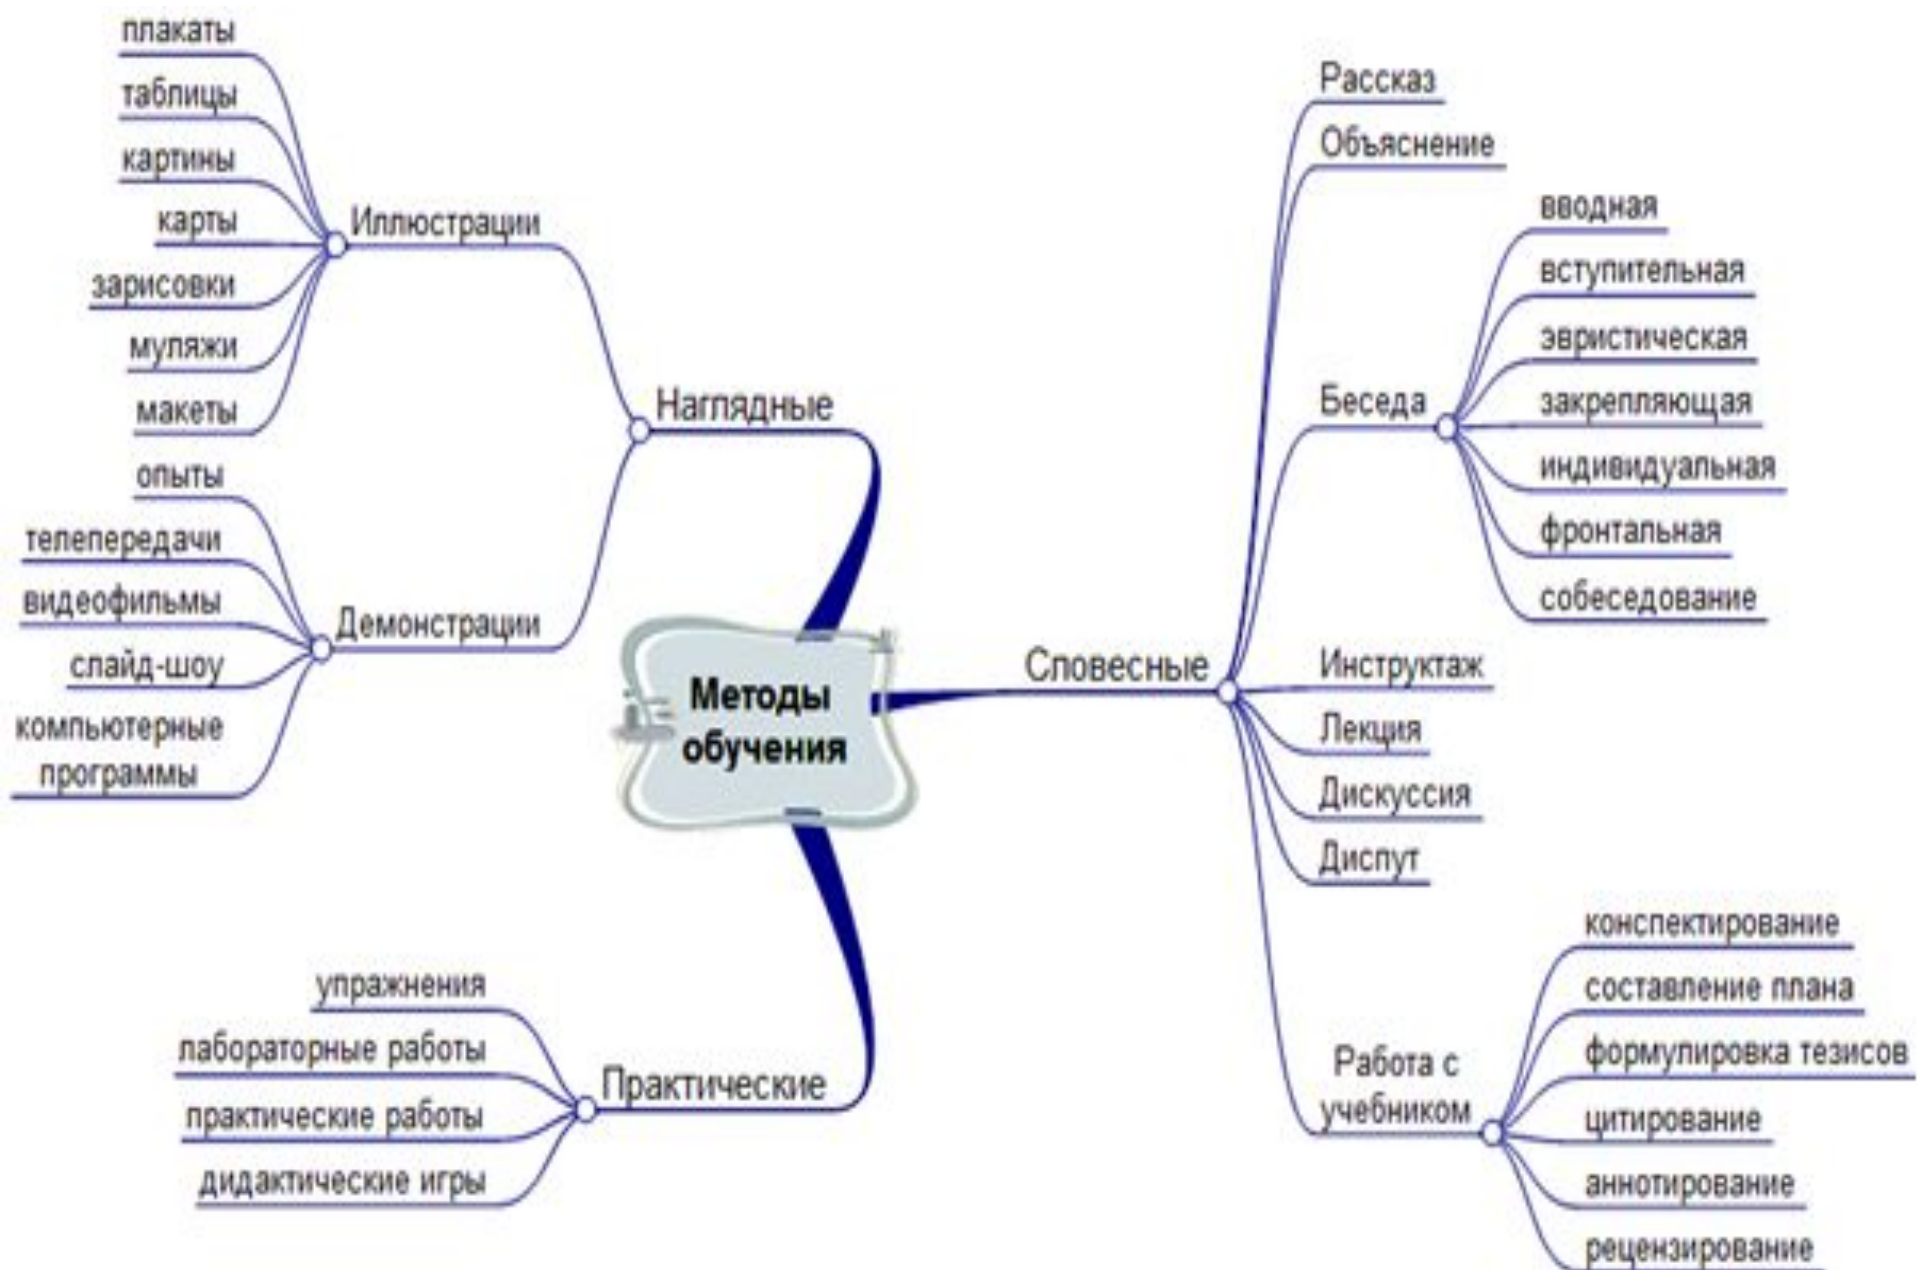 плакаты
таблицы
картины
карты
зарисовки
муляжи
макеты
Иллюстрации
опыты
телепередачи
видеофильмы
слайд-шоу
компьютерные
программы
Демонстрации
Наглядные
Методы
обучения
упражнения
лабораторные работы
практические работы
дидактические игры
Практические
Словесные
Рассказ
Объяснение
Беседа
вводная
вступительная
эвристическая
закрепляющая
индивидуальная
фронтальная
собеседование
Инструктаж
Лекция
Дискуссия
Диспут
Работа с
учебником
конспектирование
составление плана
формулировка тезисов
цитирование
аннотирование
рецензирование